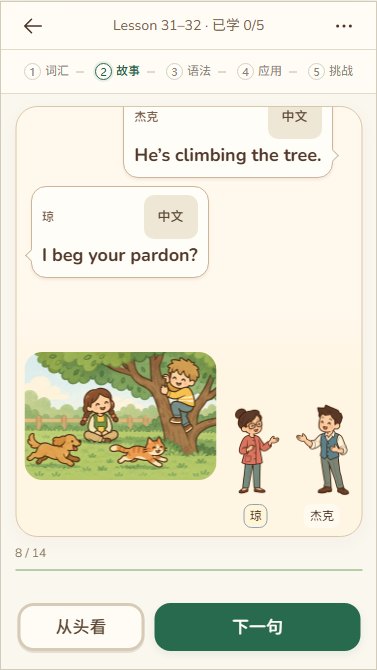 Lesson 31–32 · 已学 0/5
1 词汇 2 故事 3 语法 4 应用 5 挑战
杰克 中文
He's climbing the tree.
琼 中文
I beg your pardon?
琼 杰克
8 / 14
从头看 下一句